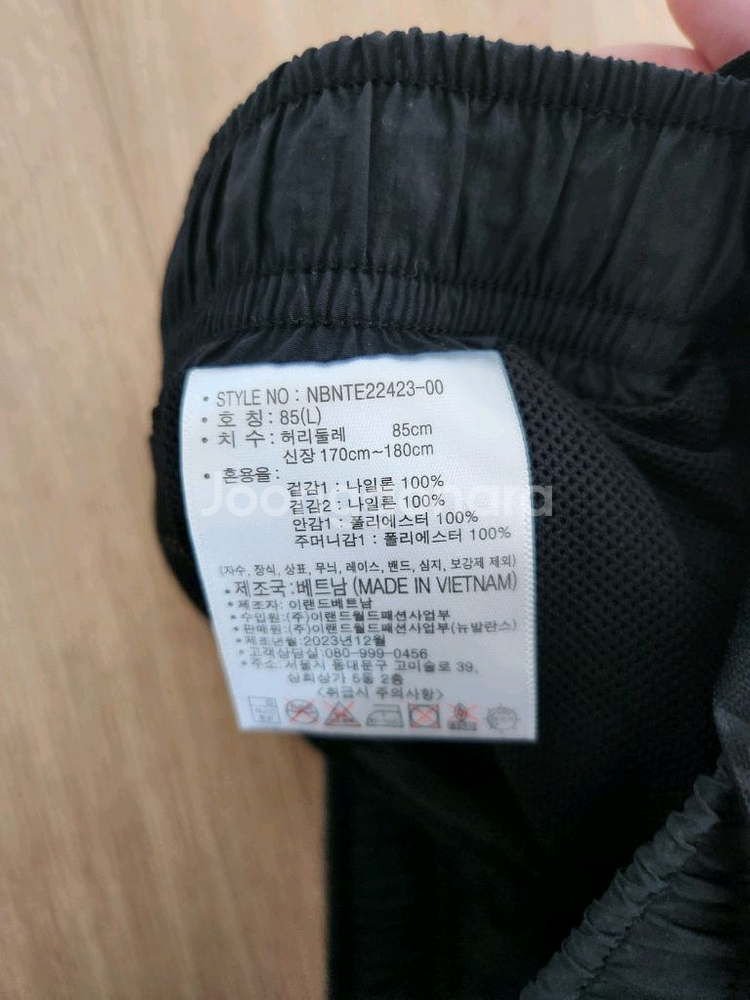 • STYLE NO : NBNTE22423-00
• 호 칭 : 85(L)
• 치 수 : 허리둘레 85cm
신장 170cm~180cm
• 혼용율 :
겉감1 : 나일론 100%
겉감2 : 나일론 100%
안감1 : 폴리에스터 100%
주머니감1 : 폴리에스터 100%
(자수, 장식, 상표, 무늬, 레이스, 밴드, 심지, 보강제 제외)
• 제조국 : 베트남 (MADE IN VIETNAM)
• 제조자: 이랜드베트남
• 수입원: (주)이랜드월드패션사업부
• 판매원: (주)이랜드월드패션사업부(뉴발란스)
• 제조년월: 2023년12월
• 고객상담실: 080-999-0456
• 주소: 서울시 동대문구 고미술로 39,
삼희상가 5동 2층
<취급시 주의사항>